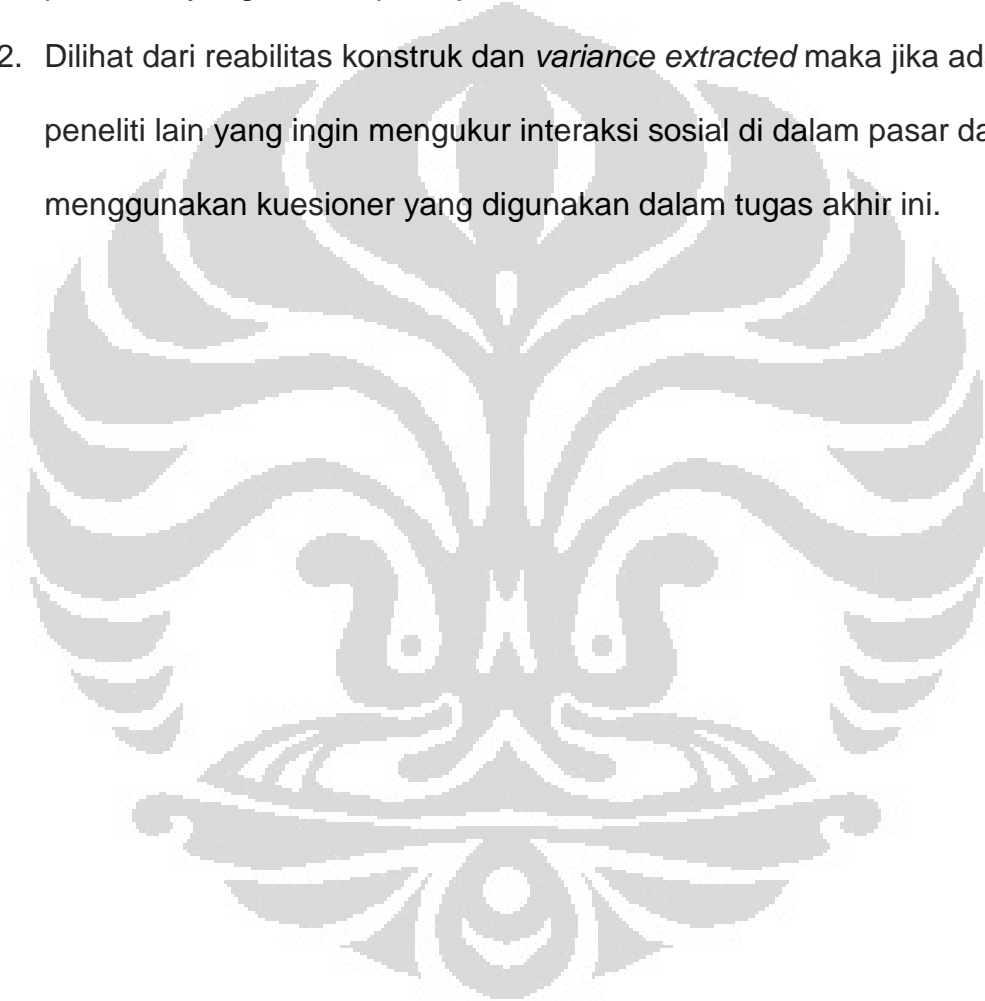 2. Dilihat dari reabilitas konstruk dan variance extracted maka jika ad
peneliti lain yang ingin mengukur interaksi sosial di dalam pasar da
menggunakan kuesioner yang digunakan dalam tugas akhir ini.